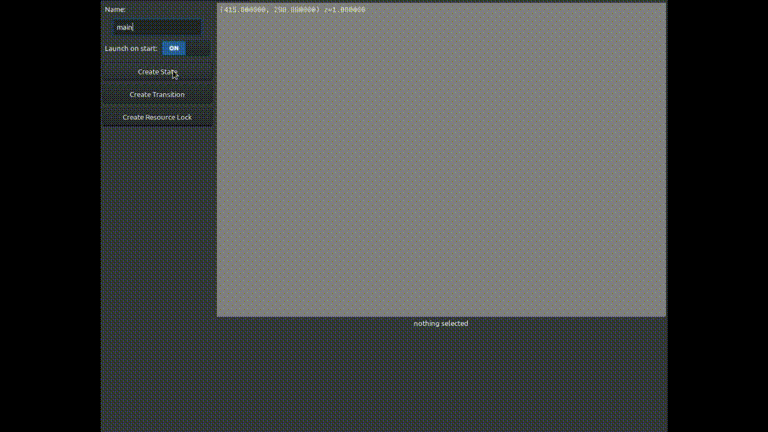 Name:
main
Launch on start: ON
Create State
Create Transition
Create Resource Lock
(415.000000, 290.000000) z=1.000000
nothing selected